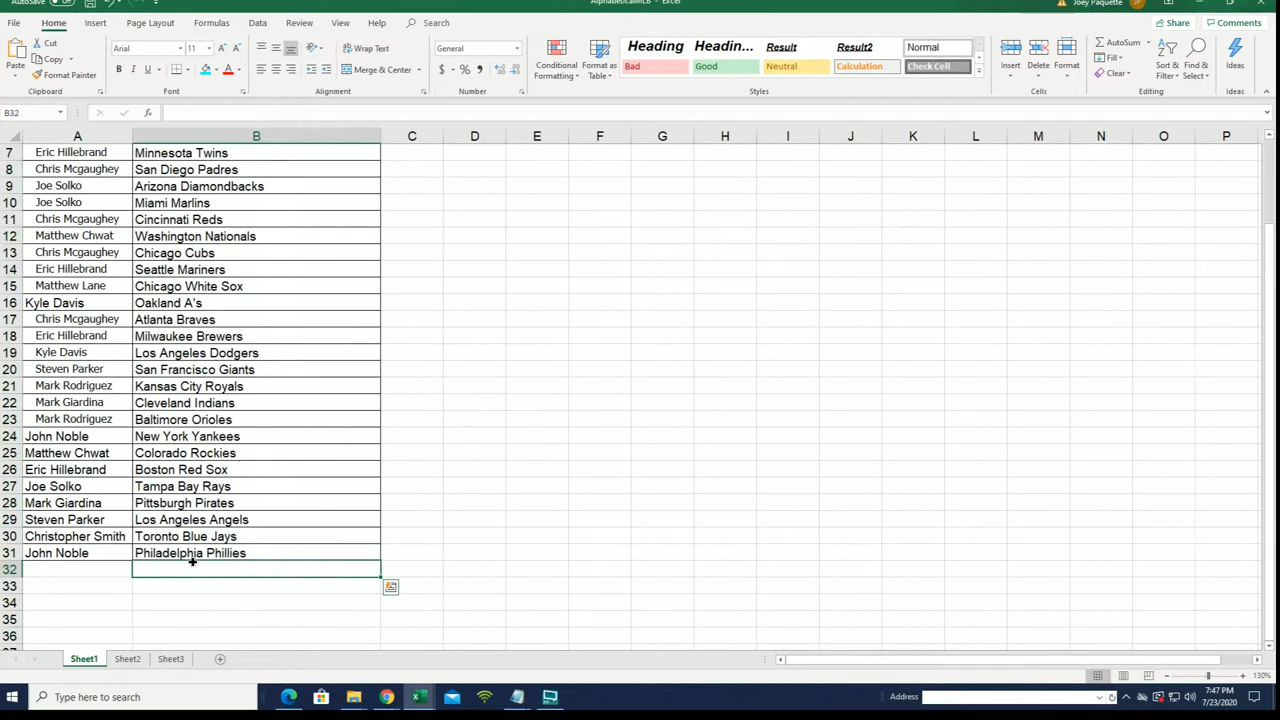 AutoSave Off AlphabeticalMLB - Excel Joey Paquette JP
File Home Insert Page Layout Formulas Data Review View Help Search Share Comments
Paste Cut Copy Format Painter Clipboard
Arial 11 Font
Wrap Text Merge & Center Alignment
General Number
Conditional Formatting Format as Table
Heading Headin... Result Result2 Normal
Bad Good Neutral Calculation Check Cell
Styles
Insert Delete Format Cells
AutoSum Fill Clear Sort & Filter Find & Select Editing
Ideas Ideas
B32
A B C D E F G H I J K L M N O P
7 Eric Hillebrand Minnesota Twins
8 Chris Mcgaughey San Diego Padres
9 Joe Solko Arizona Diamondbacks
10 Joe Solko Miami Marlins
11 Chris Mcgaughey Cincinnati Reds
12 Matthew Chwat Washington Nationals
13 Chris Mcgaughey Chicago Cubs
14 Eric Hillebrand Seattle Mariners
15 Matthew Lane Chicago White Sox
16 Kyle Davis Oakland A's
17 Chris Mcgaughey Atlanta Braves
18 Eric Hillebrand Milwaukee Brewers
19 Kyle Davis Los Angeles Dodgers
20 Steven Parker San Francisco Giants
21 Mark Rodriguez Kansas City Royals
22 Mark Giardina Cleveland Indians
23 Mark Rodriguez Baltimore Orioles
24 John Noble New York Yankees
25 Matthew Chwat Colorado Rockies
26 Eric Hillebrand Boston Red Sox
27 Joe Solko Tampa Bay Rays
28 Mark Giardina Pittsburgh Pirates
29 Steven Parker Los Angeles Angels
30 Christopher Smith Toronto Blue Jays
31 John Noble Philadelphia Phillies
32
33
34
35
36
Sheet1 Sheet2 Sheet3
130%
Type here to search
Address
7:47 PM
7/23/2020